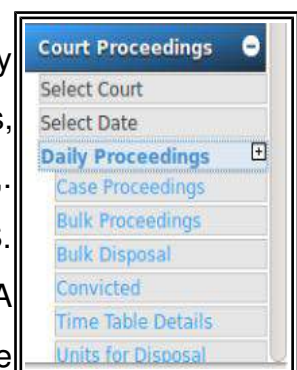 Court Proceedings
Select Court
Select Date
Daily Proceedings
Case Proceedings
Bulk Proceedings
Bulk Disposal
Convicted
Time Table Details
Units for Disposal